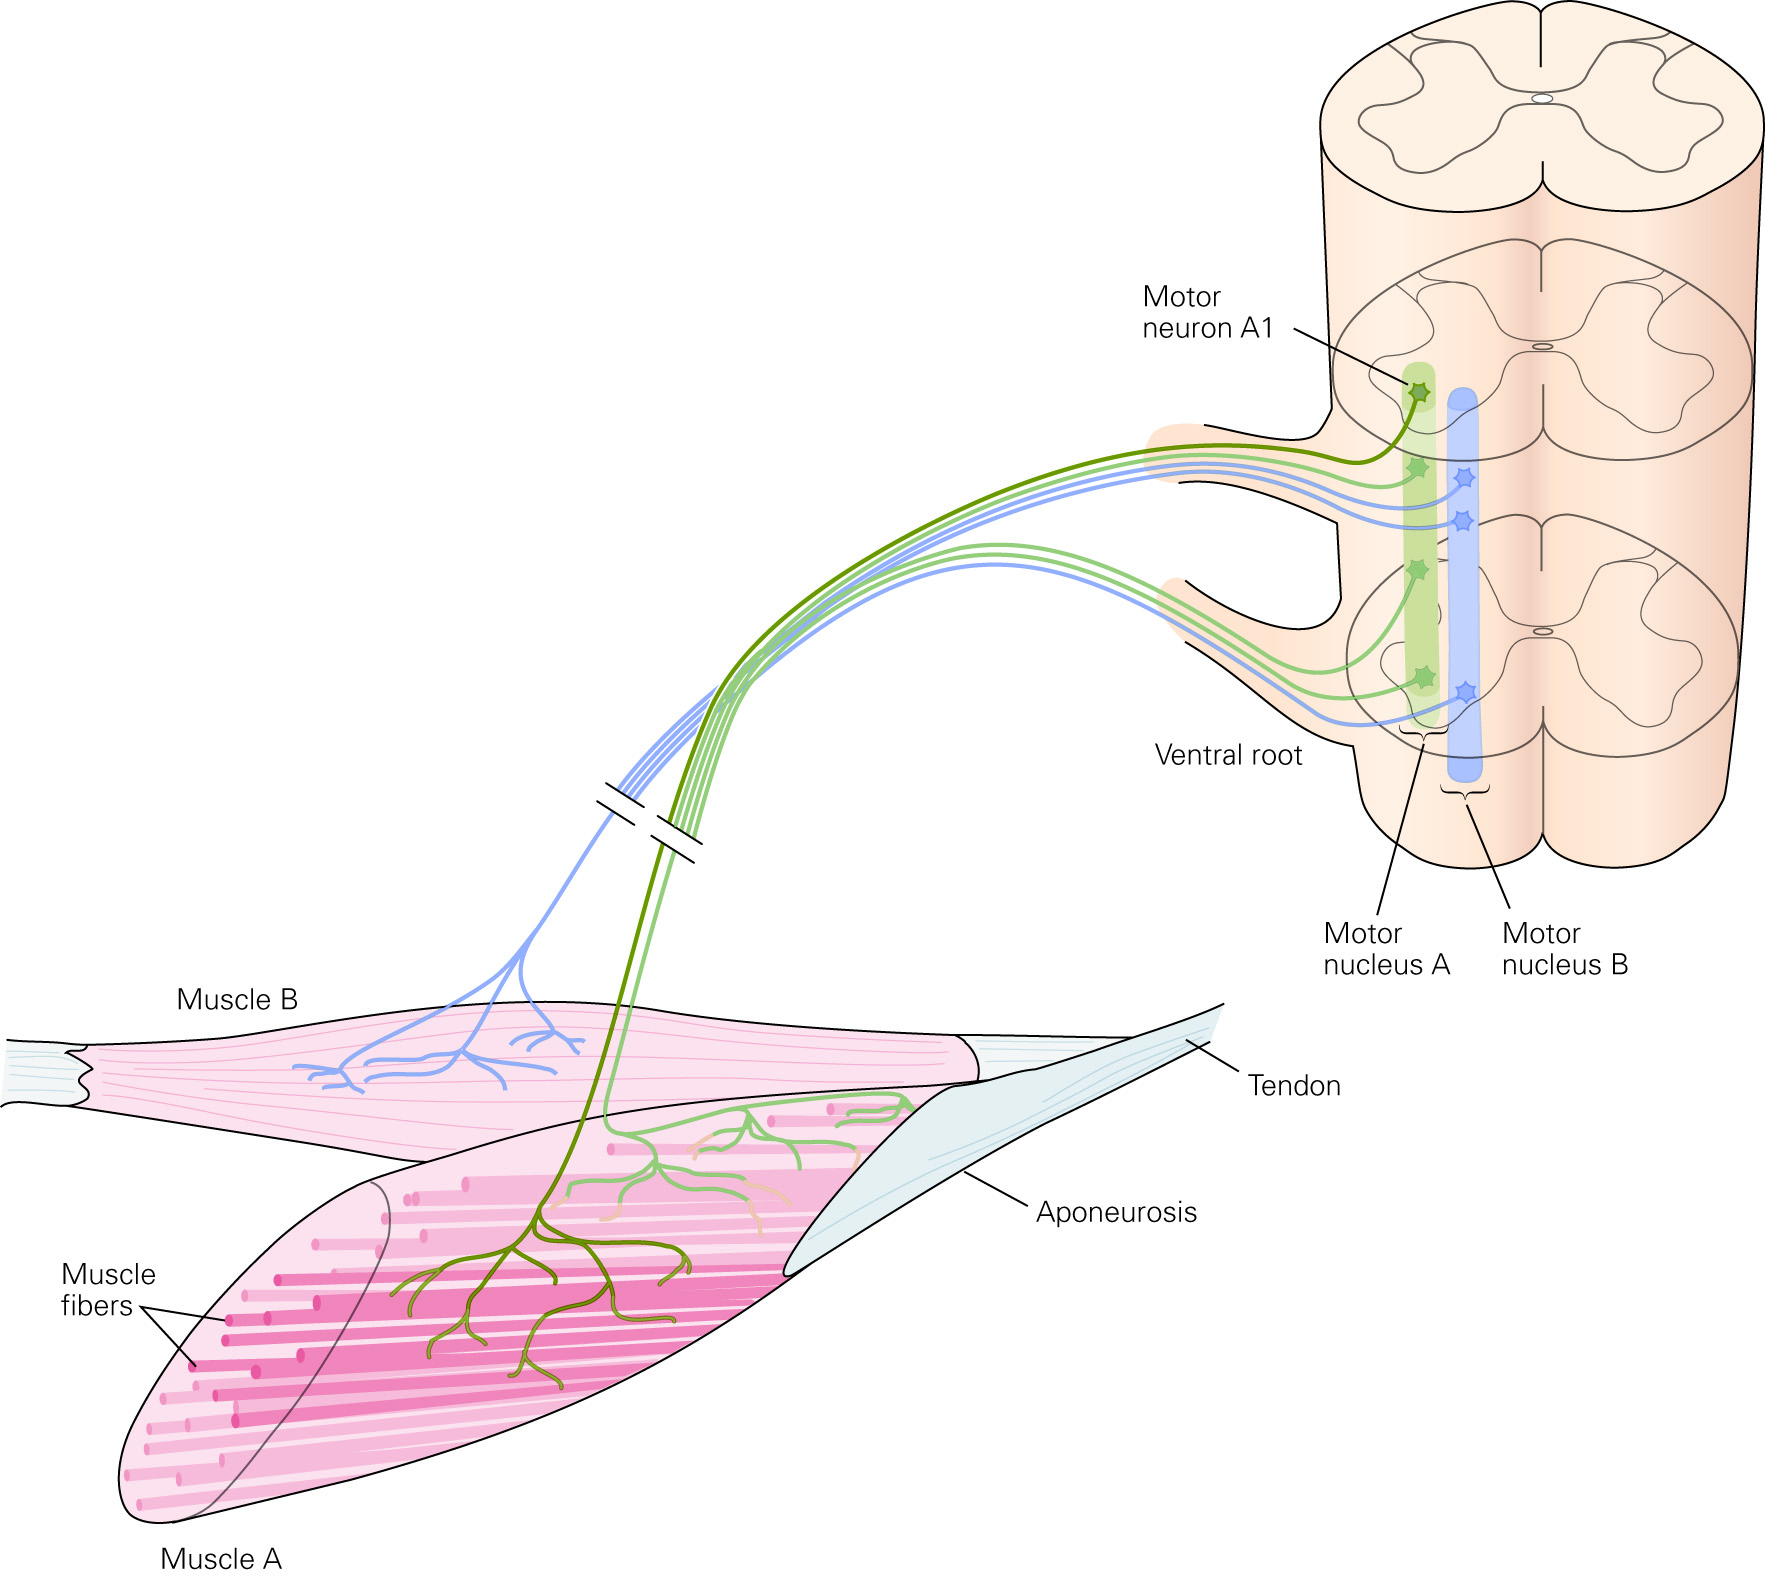 Motor
neuron A1
Ventral root
Motor
nucleus A
Motor
nucleus B
Muscle B
Tendon
Aponeurosis
Muscle
fibers
Muscle A